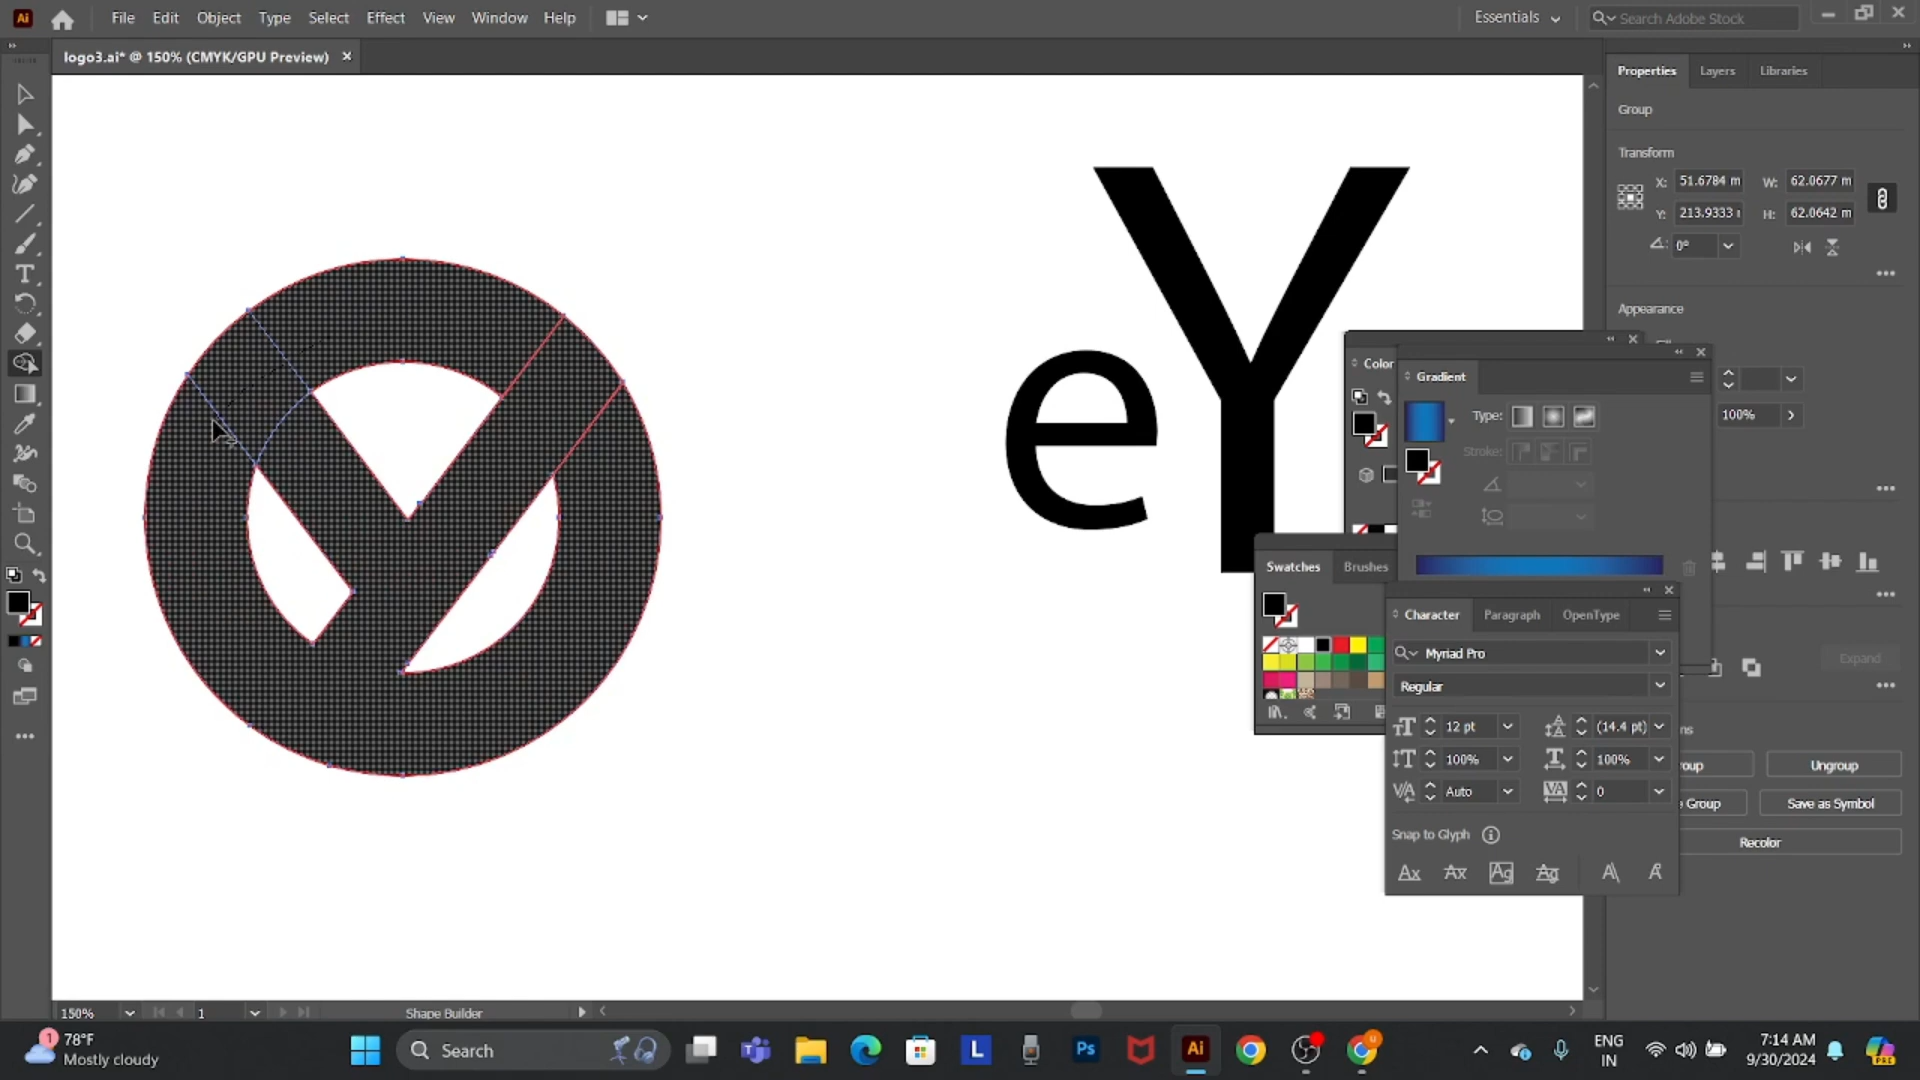 File Edit Object Type Select Effect View Window Help
Essentials
Search Adobe Stock
logo3.ai* @ 150% (CMYK/GPU Preview)
Properties Layers Libraries
Group
Transform
X: 51.6784 m W: 62.0677 m
Y: 213.9333 H: 62.0642 m
0°
Appearance
eY
Color
Gradient
Type:
100%
Stroke:
Swatches Brushes
Character Paragraph OpenType
Myriad Pro
Regular
Expand
12 pt (14.4 pt)
100% 100%
Auto 0
Ungroup
Group Save as Symbol
Recolor
Snap to Glyph
150% 1 Shape Builder
78°F
Mostly cloudy
Search
ENG
IN
7:14 AM
9/30/2024